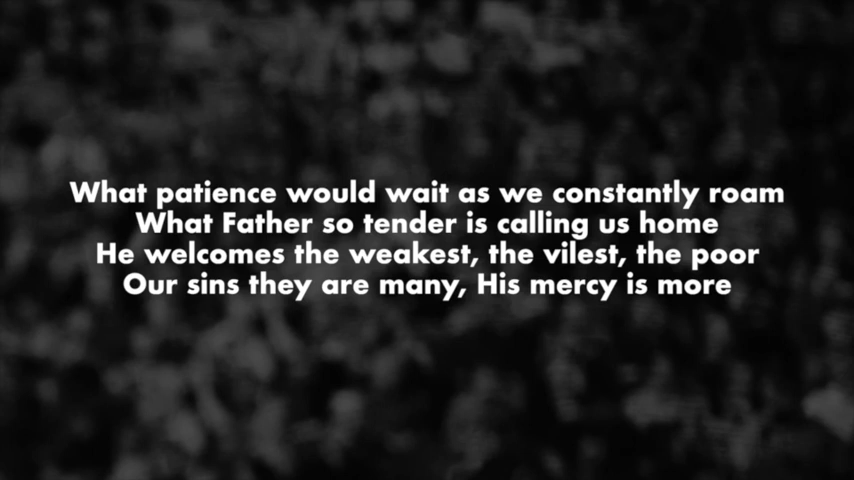 What patience would wait as we constantly roam
What Father so tender is calling us home
He welcomes the weakest, the vilest, the poor
Our sins they are many, His mercy is more